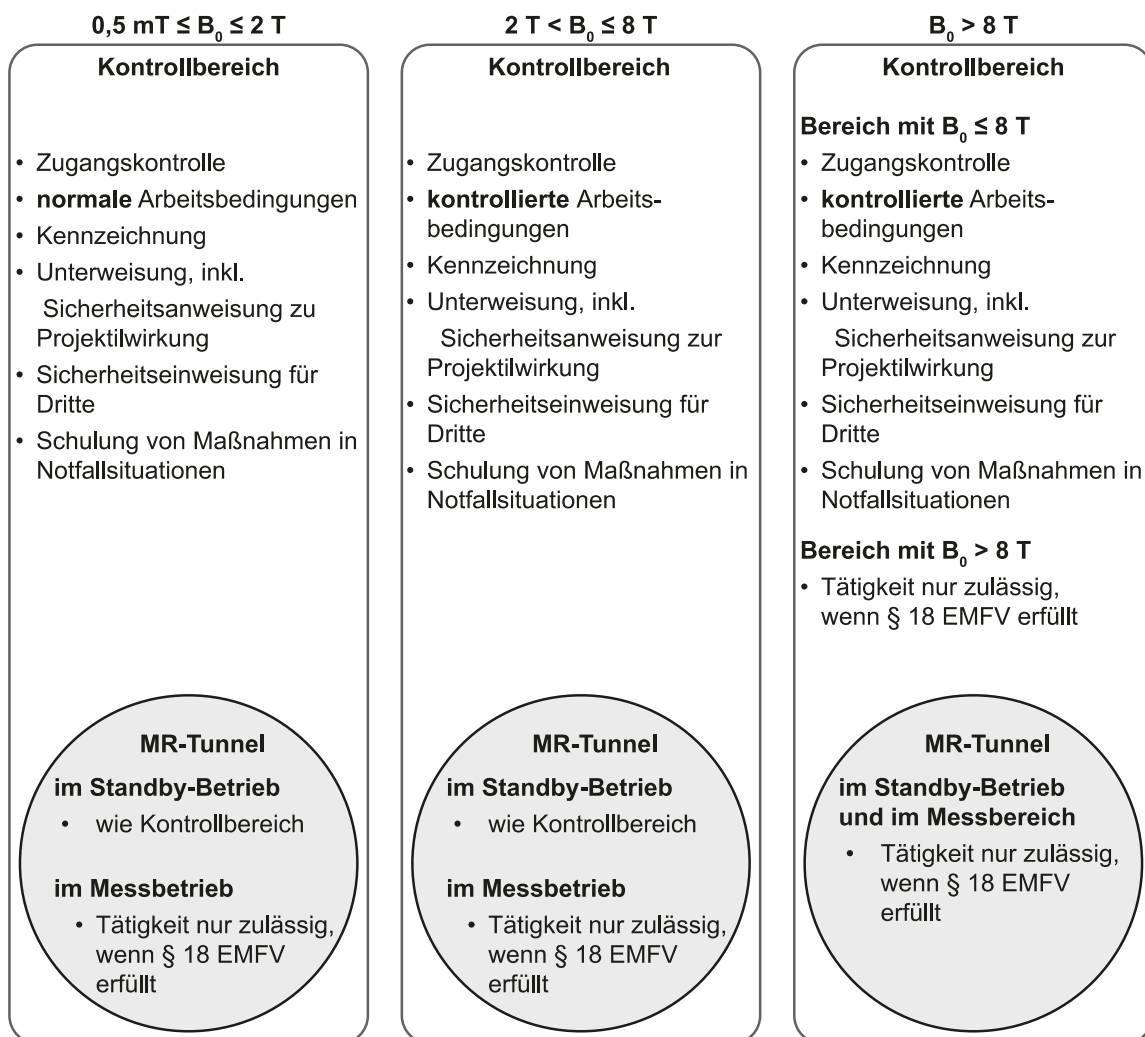 0,5 mT ≤ B₀ ≤ 2 T
Kontrollbereich
• Zugangskontrolle
• normale Arbeitsbedingungen
• Kennzeichnung
• Unterweisung, inkl.
Sicherheitsanweisung zu
Projektilwirkung
• Sicherheitseinweisung für
Dritte
• Schulung von Maßnahmen in
Notfallsituationen
MR-Tunnel
im Standby-Betrieb
• wie Kontrollbereich
im Messbetrieb
• Tätigkeit nur zulässig,
wenn § 18 EMFV
erfüllt
2 T < B₀ ≤ 8 T
Kontrollbereich
• Zugangskontrolle
• kontrollierte Arbeits-
bedingungen
• Kennzeichnung
• Unterweisung, inkl.
Sicherheitsanweisung zur
Projektilwirkung
• Sicherheitseinweisung für
Dritte
• Schulung von Maßnahmen in
Notfallsituationen
MR-Tunnel
im Standby-Betrieb
• wie Kontrollbereich
im Messbetrieb
• Tätigkeit nur zulässig,
wenn § 18 EMFV
erfüllt
B₀ > 8 T
Kontrollbereich
Bereich mit B₀ ≤ 8 T
• Zugangskontrolle
• kontrollierte Arbeits-
bedingungen
• Kennzeichnung
• Unterweisung, inkl.
Sicherheitsanweisung zur
Projektilwirkung
• Sicherheitseinweisung für
Dritte
• Schulung von Maßnahmen in
Notfallsituationen
Bereich mit B₀ > 8 T
• Tätigkeit nur zulässig,
wenn § 18 EMFV erfüllt
MR-Tunnel
im Standby-Betrieb
und im Messbereich
• Tätigkeit nur zulässig,
wenn § 18 EMFV
erfüllt